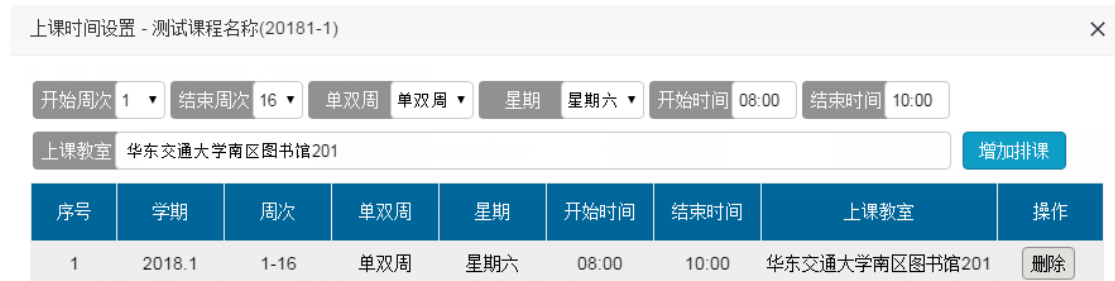 上课时间设置 - 测试课程名称(20181-1) ×
开始周次 1 结束周次 16 单双周 单双周 星期 星期六 开始时间 08:00 结束时间 10:00
上课教室 华东交通大学南区图书馆201 增加排课
序号 学期 周次 单双周 星期 开始时间 结束时间 上课教室 操作
1 2018.1 1-16 单双周 星期六 08:00 10:00 华东交通大学南区图书馆201 删除